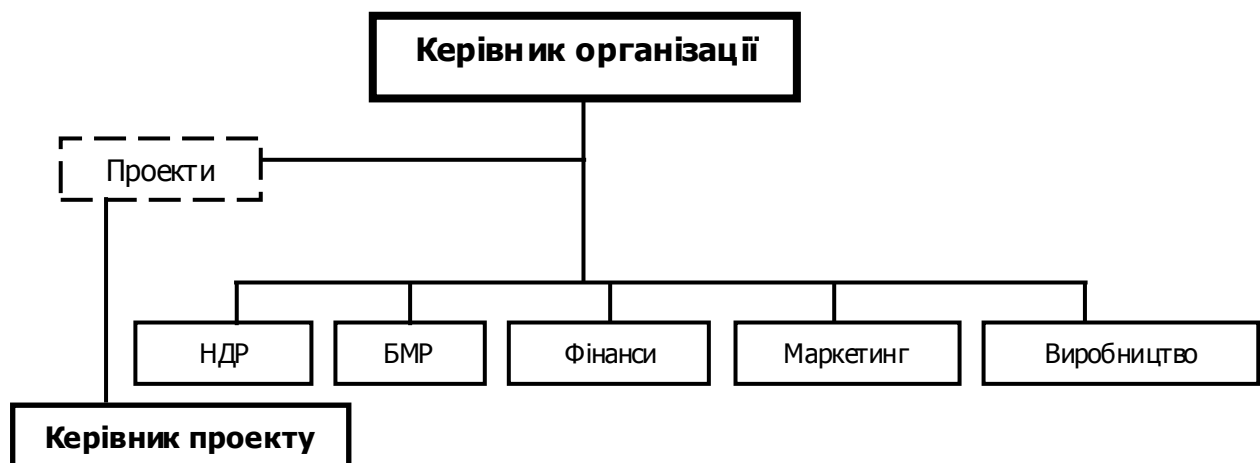 Керівник організації
Проекти
НДР
БМР
Фінанси
Маркетинг
Виробництво
Керівник проекту